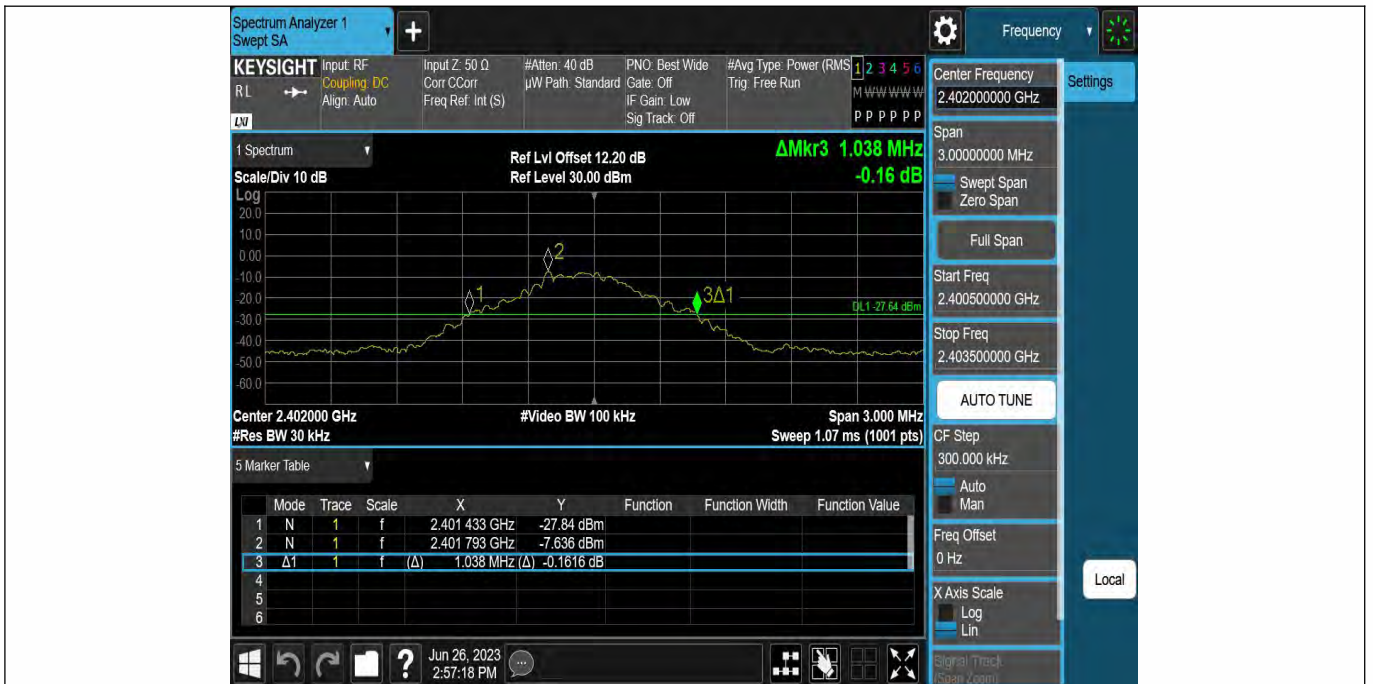 Spectrum Analyzer 1
Swept SA
+
Frequency
KEYSIGHT
RL
LXI
Input: RF
Coupling: DC
Align: Auto
Input Z: 50 Ω
Corr CCorr
Freq Ref: Int (S)
#Atten: 40 dB
µW Path: Standard
PNO: Best Wide
Gate: Off
IF Gain: Low
Sig Track: Off
#Avg Type: Power (RMS
Trig: Free Run
1 2 3 4 5 6
M W W W W W
P P P P P P
1 Spectrum
Scale/Div 10 dB
Ref Lvl Offset 12.20 dB
Ref Level 30.00 dBm
ΔMkr3 1.038 MHz
-0.16 dB
Log
20.0
10.0
0.00
-10.0
-20.0
-30.0
-40.0
-50.0
-60.0
1
2
3Δ1
DL1 -27.64 dBm
Center 2.402000 GHz
#Video BW 100 kHz
Span 3.000 MHz
#Res BW 30 kHz
Sweep 1.07 ms (1001 pts)
5 Marker Table
Mode Trace Scale X Y Function Function Width Function Value
1 N 1 f 2.401 433 GHz -27.84 dBm
2 N 1 f 2.401 793 GHz -7.636 dBm
3 Δ1 1 f (Δ) 1.038 MHz (Δ) -0.1616 dB
4
5
6
?
Jun 26, 2023
2:57:18 PM
Center Frequency
2.402000000 GHz
Span
3.00000000 MHz
Swept Span
Zero Span
Full Span
Start Freq
2.400500000 GHz
Stop Freq
2.403500000 GHz
AUTO TUNE
CF Step
300.000 kHz
Auto
Man
Freq Offset
0 Hz
X Axis Scale
Log
Lin
Signal Track
(Span Zoom)
Settings
Local